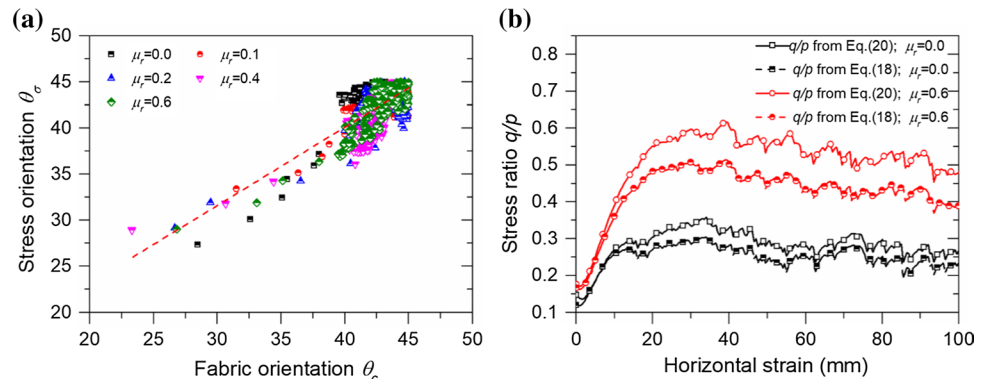 (a)
50
45
40
35
30
25
20
20
25
30
35
40
45
50
Stress orientation θσ
Fabric orientation θc
μr=0.0
μr=0.1
μr=0.2
μr=0.4
μr=0.6
(b)
0.8
0.7
0.6
0.5
0.4
0.3
0.2
0.1
0
20
40
60
80
100
Stress ratio q/p
Horizontal strain (mm)
q/p from Eq.(20); μr=0.0
q/p from Eq.(18); μr=0.0
q/p from Eq.(20); μr=0.6
q/p from Eq.(18); μr=0.6